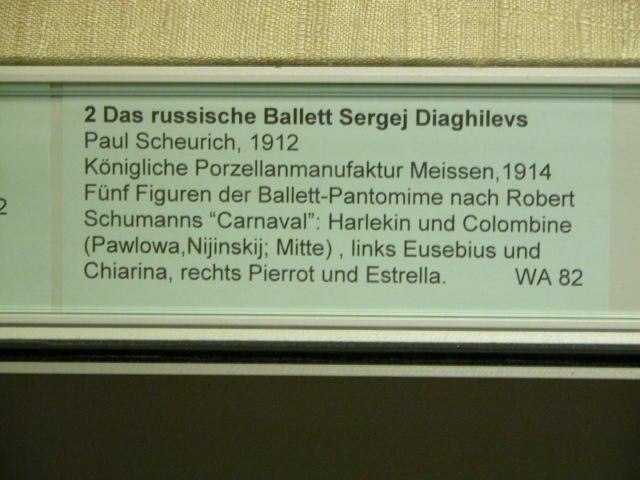 2 Das russische Ballett Sergej Diaghilevs
Paul Scheurich, 1912
Königliche Porzellanmanufaktur Meissen,1914
Fünf Figuren der Ballett-Pantomime nach Robert
Schumanns “Carnaval”: Harlekin und Colombine
(Pawlowa,Nijinskij; Mitte) , links Eusebius und
Chiarina, rechts Pierrot und Estrella. WA 82
2